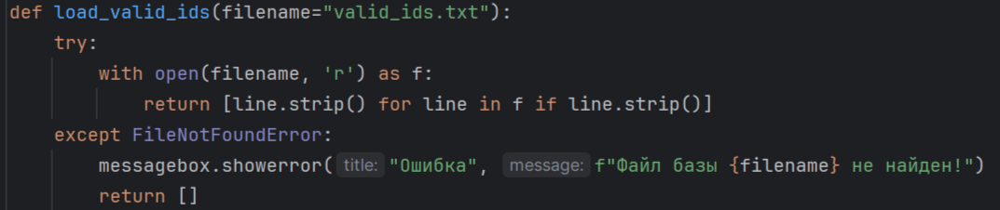 def load_valid_ids(filename="valid_ids.txt"):
    try:
        with open(filename, 'r') as f:
            return [line.strip() for line in f if line.strip()]
    except FileNotFoundError:
        messagebox.showerror( title: "Ошибка",  message: f"Файл базы {filename} не найден!")
        return []